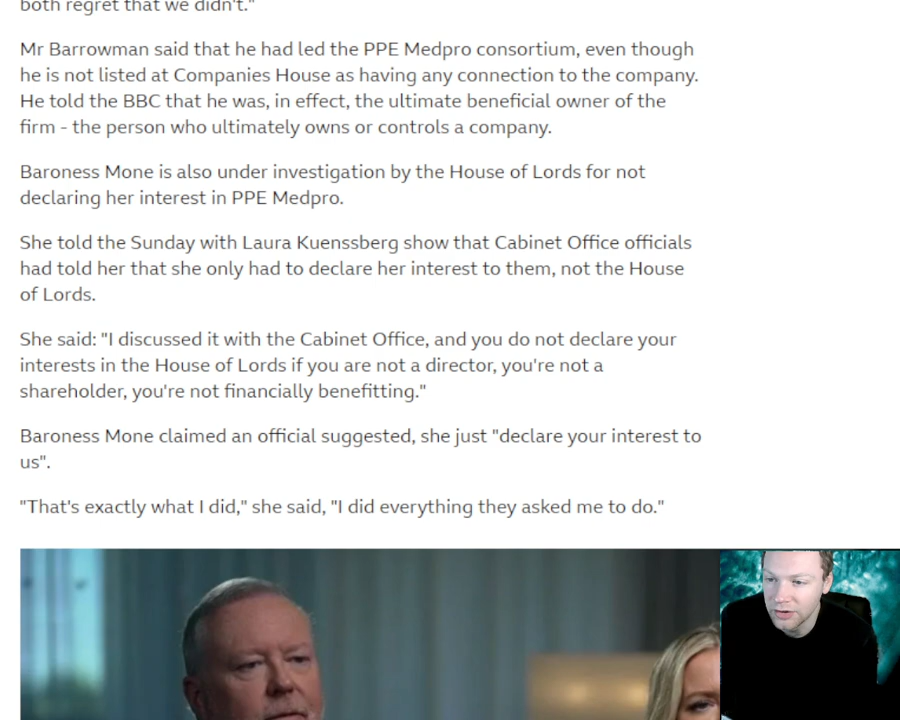 both regret that we didn't."
Mr Barrowman said that he had led the PPE Medpro consortium, even though
he is not listed at Companies House as having any connection to the company.
He told the BBC that he was, in effect, the ultimate beneficial owner of the
firm - the person who ultimately owns or controls a company.
Baroness Mone is also under investigation by the House of Lords for not
declaring her interest in PPE Medpro.
She told the Sunday with Laura Kuenssberg show that Cabinet Office officials
had told her that she only had to declare her interest to them, not the House
of Lords.
She said: "I discussed it with the Cabinet Office, and you do not declare your
interests in the House of Lords if you are not a director, you're not a
shareholder, you're not financially benefitting."
Baroness Mone claimed an official suggested, she just "declare your interest to
us".
"That's exactly what I did," she said, "I did everything they asked me to do."